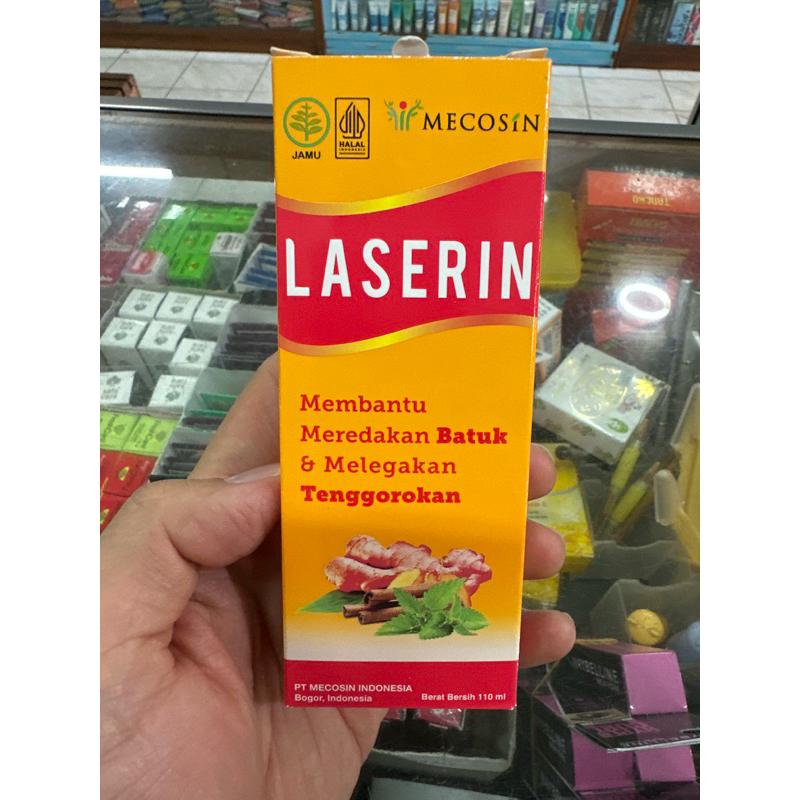 JAMU
HALAL
INDONESIA
MECOSIN
LASERIN
Membantu
Meredakan Batuk
& Melegakan
Tenggorokan
PT MECOSIN INDONESIA
Bogor, Indonesia
Berat Bersih 110 ml